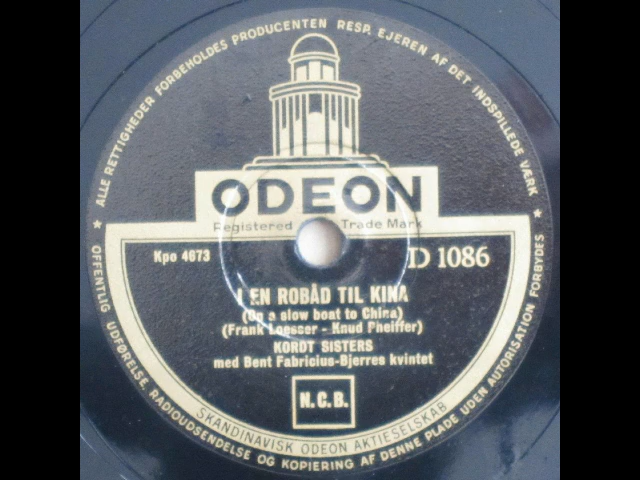 ★ ALLE RETTIGHEDER FORBEHOLDES PRODUCENTEN RESP. EJEREN AF DET INDSPILLEDE VÆRK ★
ODEON
Registered Trade Mark
Kpo 4673
D 1086
I EN ROBÅD TIL KINA
(On a slow boat to China)
(Frank Loesser - Knud Pheiffer)
KORDT SISTERS
med Bent Fabricius-Bjerres kvintet
N.C.B.
SKANDINAVISK ODEON AKTIESELSKAB
OFFENTLIG UDFØRELSE, RADIOUDSENDELSE OG KOPIERING AF DENNE PLADE UDEN AUTORISATION FORBYDES